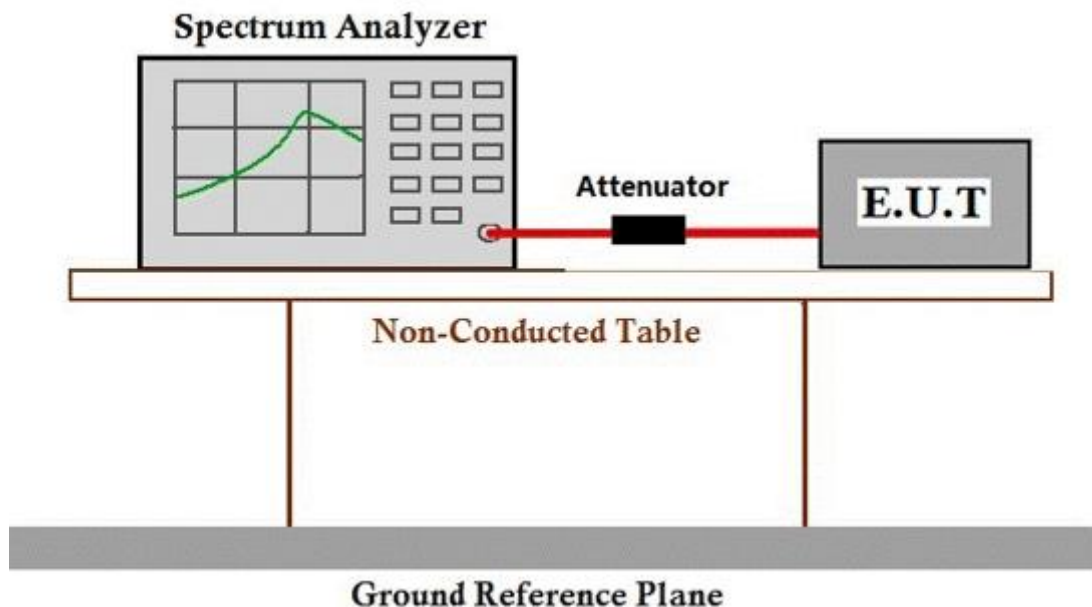 Spectrum Analyzer
Attenuator
E.U.T
Non-Conducted Table
Ground Reference Plane